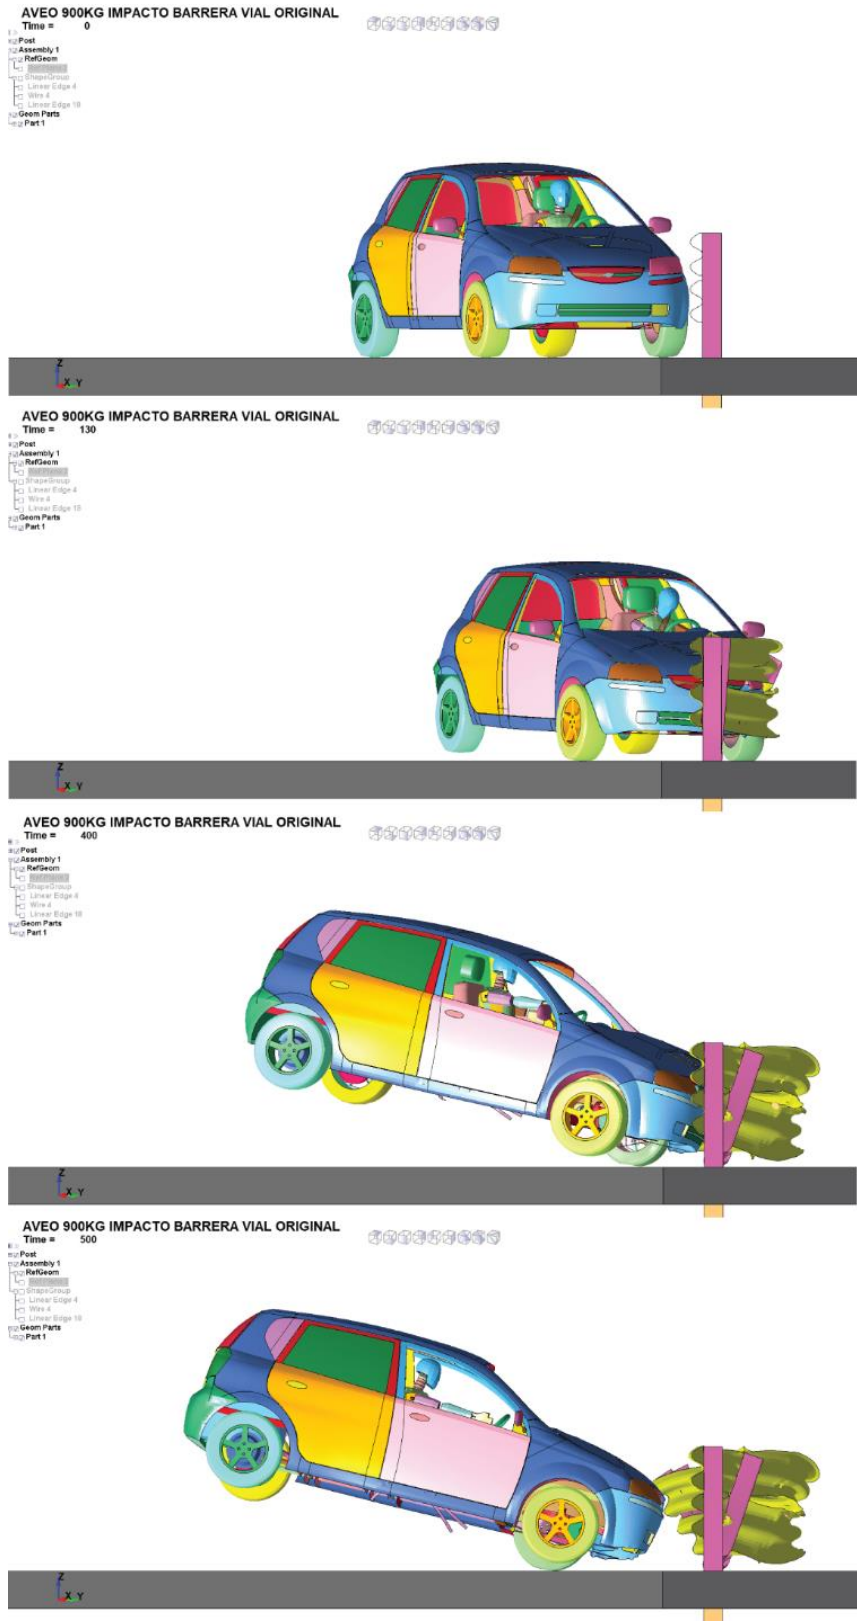 AVEO 900KG IMPACTO BARRERA VIAL ORIGINAL
Time = 0
Post
Assembly 1
RefGeom
ShapeGroup
Linear Edge 4
Wire 4
Linear Edge 18
Geom Parts
Part 1
Z
X Y
AVEO 900KG IMPACTO BARRERA VIAL ORIGINAL
Time = 130
Post
Assembly 1
RefGeom
ShapeGroup
Linear Edge 4
Wire 4
Linear Edge 18
Geom Parts
Part 1
Z
X Y
AVEO 900KG IMPACTO BARRERA VIAL ORIGINAL
Time = 400
Post
Assembly 1
RefGeom
ShapeGroup
Linear Edge 4
Wire 4
Linear Edge 18
Geom Parts
Part 1
Z
X Y
AVEO 900KG IMPACTO BARRERA VIAL ORIGINAL
Time = 500
Post
Assembly 1
RefGeom
ShapeGroup
Linear Edge 4
Wire 4
Linear Edge 18
Geom Parts
Part 1
Z
X Y